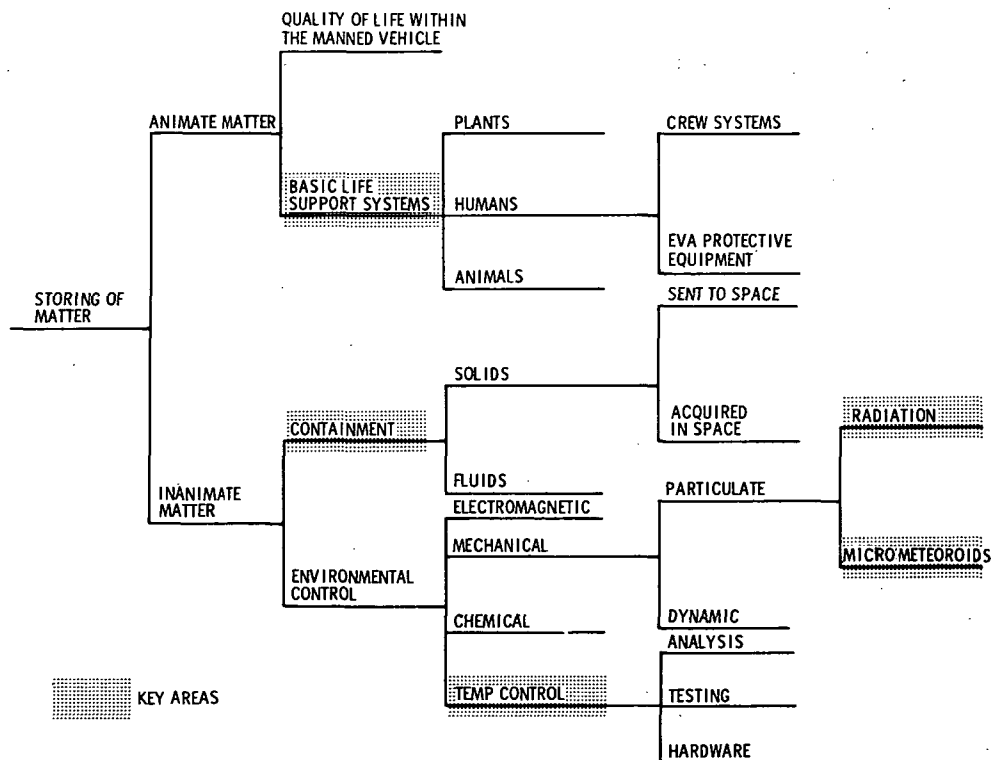 QUALITY OF LIFE WITHIN
THE MANNED VEHICLE
ANIMATE MATTER
PLANTS
CREW SYSTEMS
BASIC LIFE
SUPPORT SYSTEMS
HUMANS
EVA PROTECTIVE
EQUIPMENT
ANIMALS
STORING OF
MATTER
SENT TO SPACE
SOLIDS
ACQUIRED
IN SPACE
RADIATION
CONTAINMENT
FLUIDS
INANIMATE
MATTER
ELECTROMAGNETIC
PARTICULATE
MECHANICAL
MICROMETEOROIDS
ENVIRONMENTAL
CONTROL
CHEMICAL
DYNAMIC
ANALYSIS
TEMP CONTROL
TESTING
KEY AREAS
HARDWARE